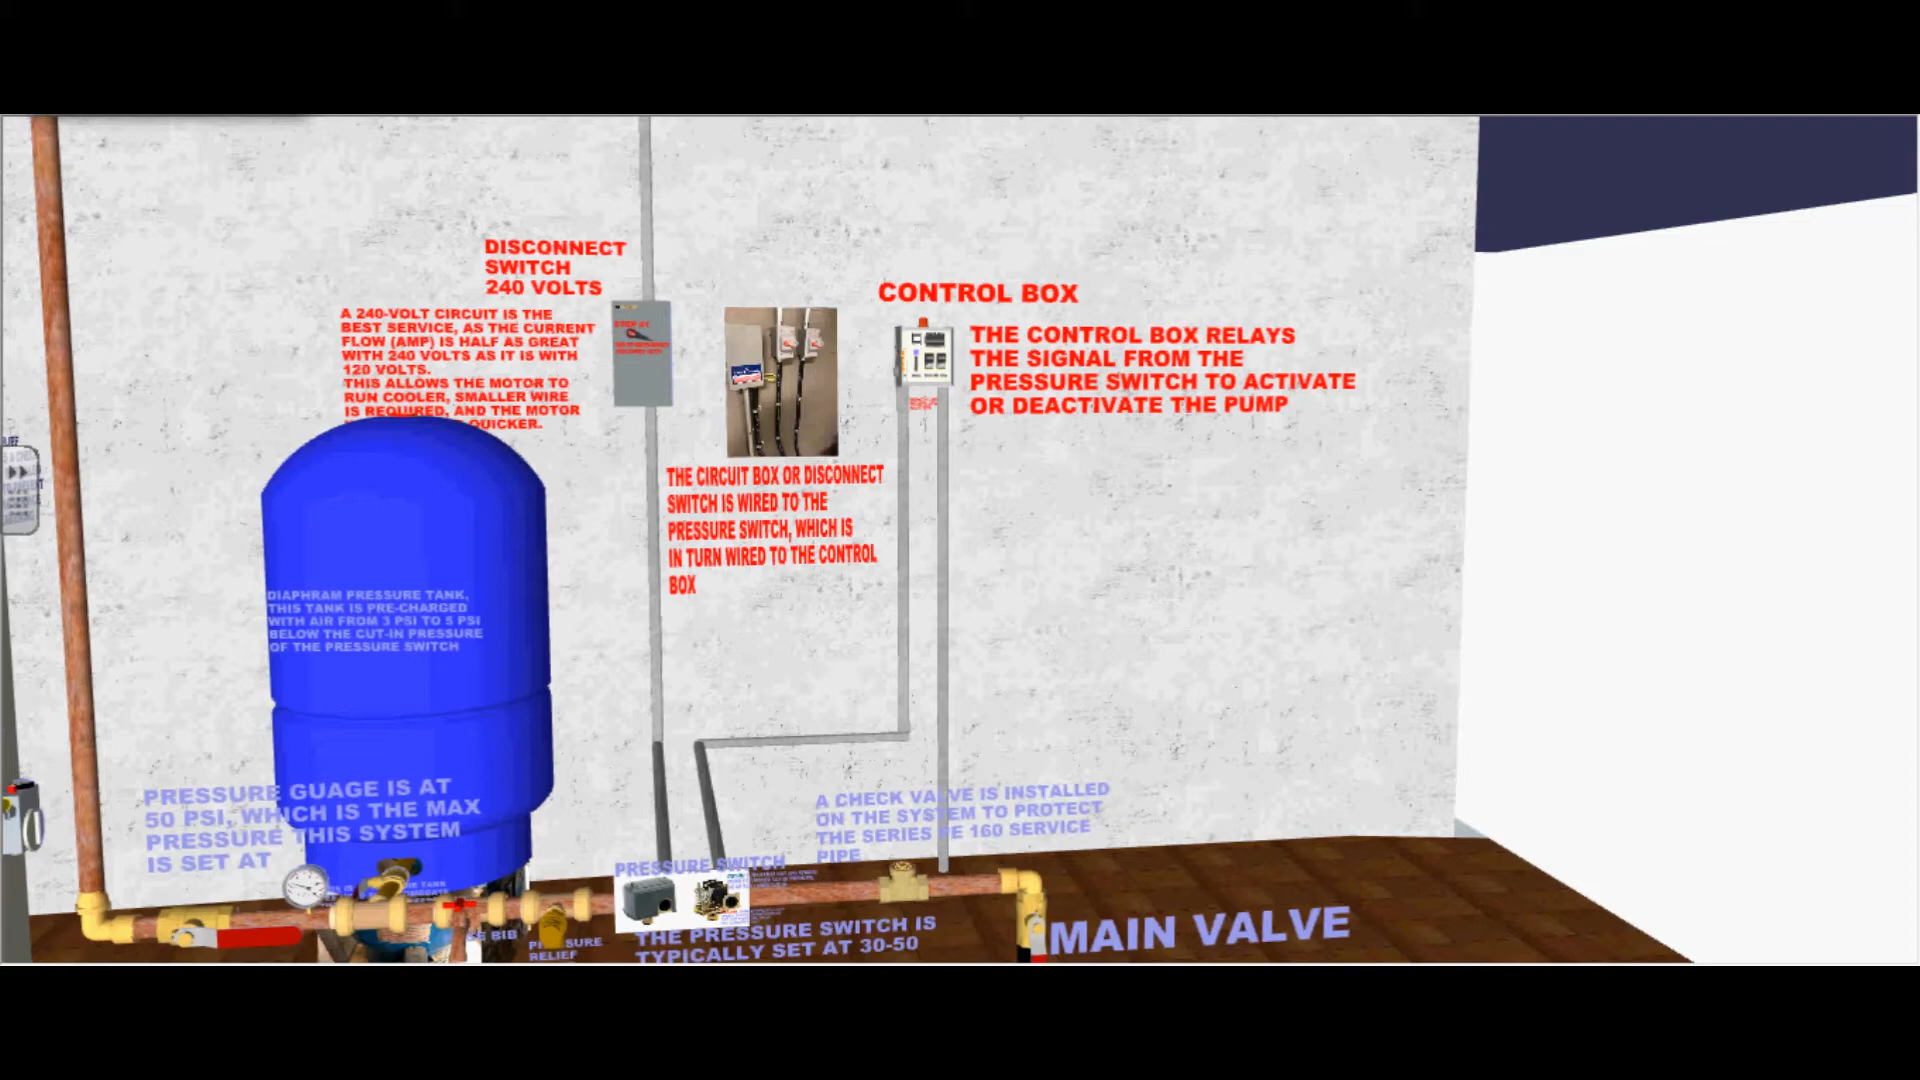 DISCONNECT
SWITCH
240 VOLTS
A 240-VOLT CIRCUIT IS THE
BEST SERVICE, AS THE CURRENT
FLOW (AMP) IS HALF AS GREAT
WITH 240 VOLTS AS IT IS WITH
120 VOLTS.
THIS ALLOWS THE MOTOR TO
RUN COOLER, SMALLER WIRE
IS REQUIRED, AND THE MOTOR
QUICKER.
CONTROL BOX
THE CONTROL BOX RELAYS
THE SIGNAL FROM THE
PRESSURE SWITCH TO ACTIVATE
OR DEACTIVATE THE PUMP
THE CIRCUIT BOX OR DISCONNECT
SWITCH IS WIRED TO THE
PRESSURE SWITCH, WHICH IS
IN TURN WIRED TO THE CONTROL
BOX
DIAPHRAM PRESSURE TANK,
THIS TANK IS PRE-CHARGED
WITH AIR FROM 3 PSI TO 5 PSI
BELOW THE CUT-IN PRESSURE
OF THE PRESSURE SWITCH
PRESSURE GUAGE IS AT
50 PSI, WHICH IS THE MAX
PRESSURE THIS SYSTEM
IS SET AT
A CHECK VALVE IS INSTALLED
ON THE SYSTEM TO PROTECT
THE SERIES PE 160 SERVICE
PIPE
PRESSURE SWITCH
THE PRESSURE SWITCH IS
TYPICALLY SET AT 30-50
BIB
PRESSURE
RELIEF
MAIN VALVE